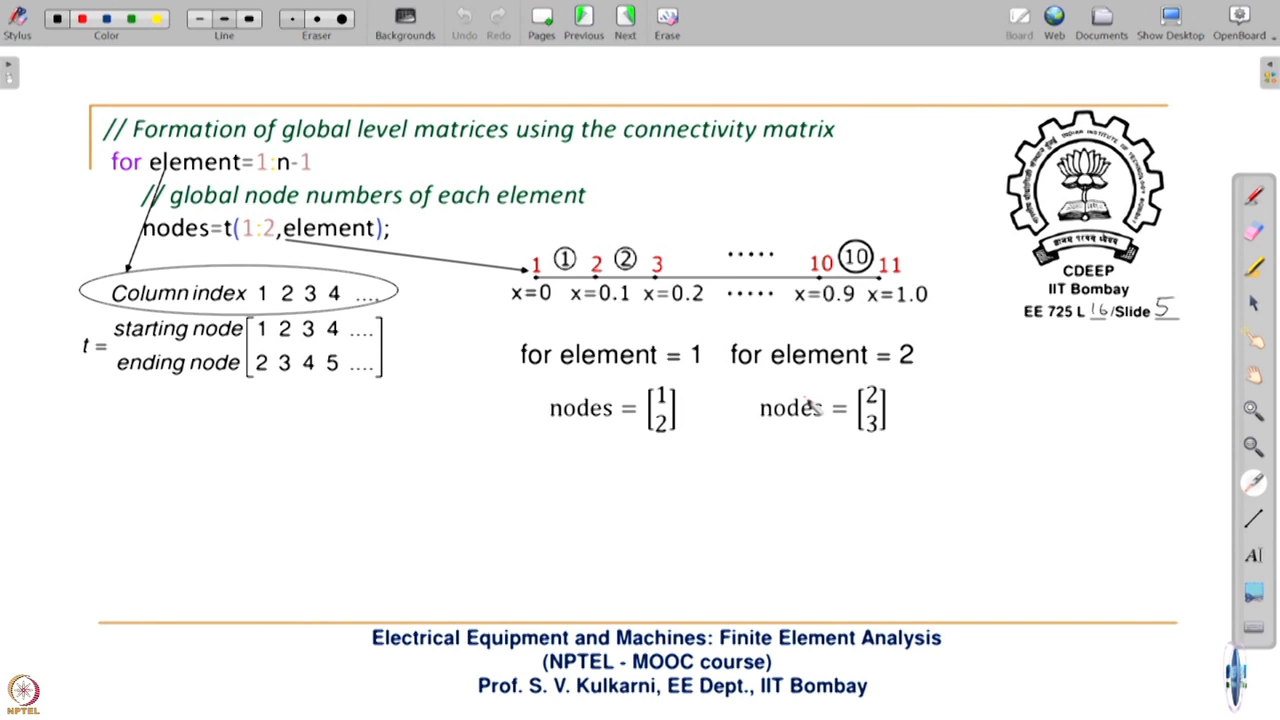 Stylus Color Line Eraser Backgrounds Undo Redo Pages Previous Next Erase Board Web Documents Show Desktop OpenBoard
// Formation of global level matrices using the connectivity matrix
for element=1:n-1
// global node numbers of each element
nodes=t(1:2,element);
1 ① 2 ② 3 ..... 10 ⑩ 11
x=0 x=0.1 x=0.2 ..... x=0.9 x=1.0
Column index 1 2 3 4 ....
t =
starting node 1 2 3 4 ....
ending node 2 3 4 5 ....
for element = 1 for element = 2
nodes = [1 2] nodes = [2 3]
CDEEP
IIT Bombay
EE 725 L 16/Slide 5
Electrical Equipment and Machines: Finite Element Analysis
(NPTEL - MOOC course)
Prof. S. V. Kulkarni, EE Dept., IIT Bombay
NPTEL